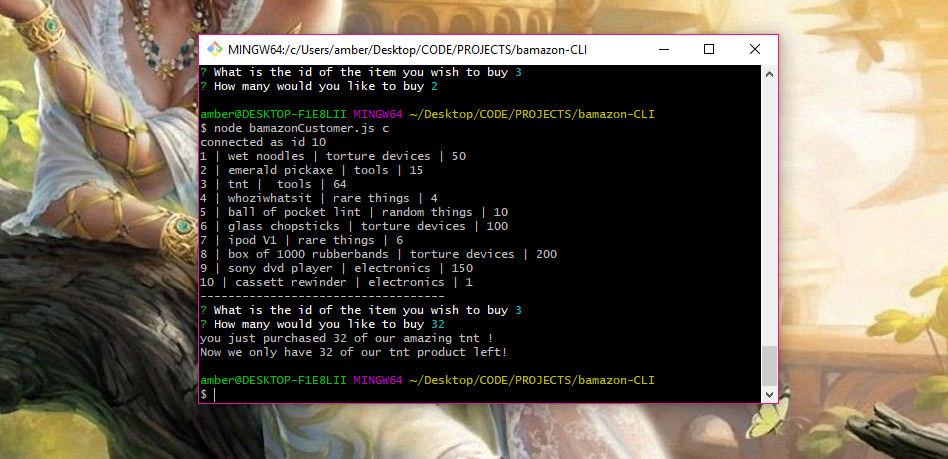 MINGW64:/c/Users/amber/Desktop/CODE/PROJECTS/bamazon-CLI
? What is the id of the item you wish to buy 3
? How many would you like to buy 2
amber@DESKTOP-F1E8LII MINGW64 ~/Desktop/CODE/PROJECTS/bamazon-CLI
$ node bamazonCustomer.js c
connected as id 10
1 | wet noodles | torture devices | 50
2 | emerald pickaxe | tools | 15
3 | tnt |  tools | 64
4 | whoziwhatsit | rare things | 4
5 | ball of pocket lint | random things | 10
6 | glass chopsticks | torture devices | 100
7 | ipod V1 | rare things | 6
8 | box of 1000 rubberbands | torture devices | 200
9 | sony dvd player | electronics | 150
10 | cassett rewinder | electronics | 1
-----------------------------------
? What is the id of the item you wish to buy 3
? How many would you like to buy 32
you just purchased 32 of our amazing tnt !
Now we only have 32 of our tnt product left!
amber@DESKTOP-F1E8LII MINGW64 ~/Desktop/CODE/PROJECTS/bamazon-CLI
$